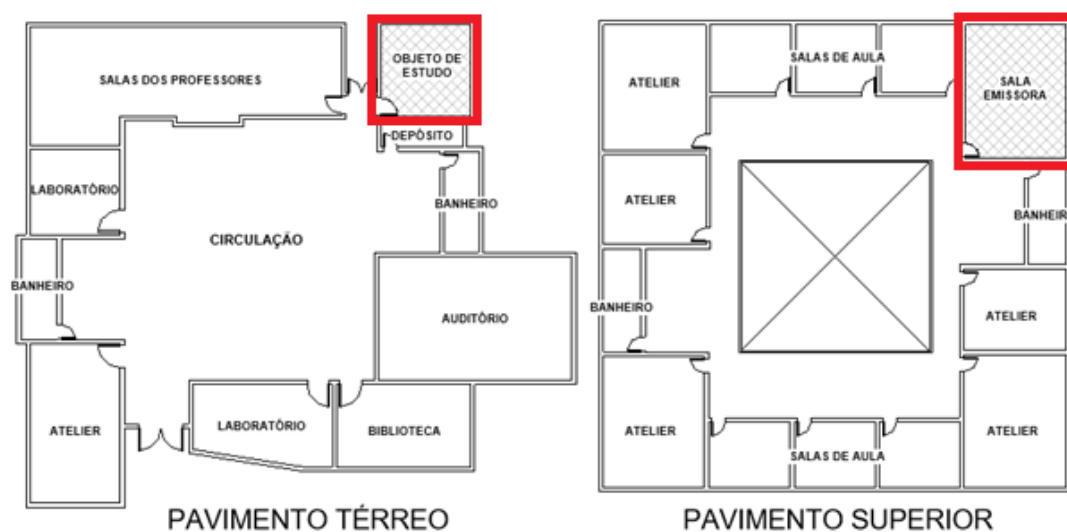 OBJETO DE
ESTUDO
SALAS DOS PROFESSORES
DEPÓSITO
LABORATÓRIO
BANHEIRO
CIRCULAÇÃO
BANHEIRO
AUDITÓRIO
ATELIER
LABORATÓRIO
BIBLIOTECA
PAVIMENTO TÉRREO
SALAS DE AULA
ATELIER
SALA
EMISSORA
ATELIER
BANHEIR
BANHEIRO
ATELIER
ATELIER
ATELIER
SALAS DE AULA
PAVIMENTO SUPERIOR